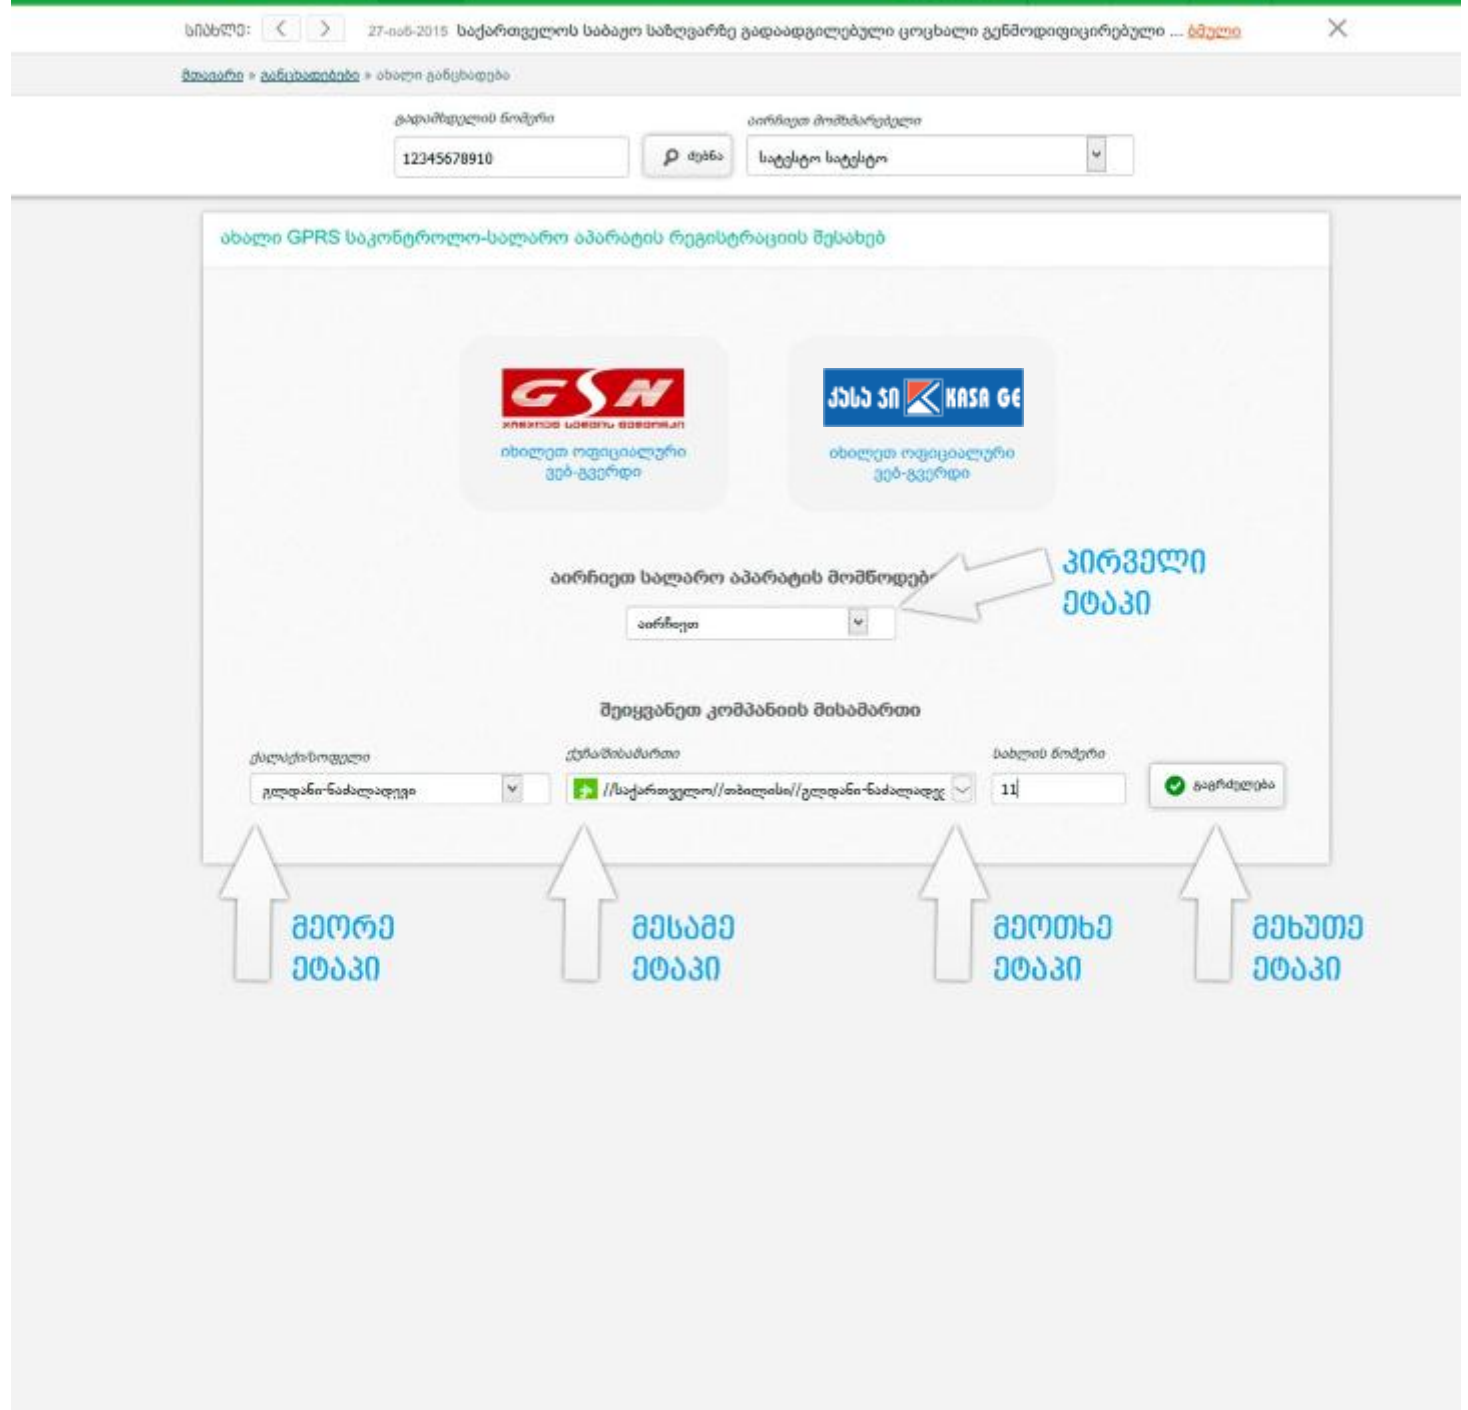 სიახლე: 27-იან-2015 საქართველოს საბაჟო საზღვარზე გადაადგილებული ცოცხალი გენმოდიფიცირებული ... ბმული
მთავარი » განცხადებები » ახალი განცხადება
გადამხდელის ნომერი აირჩიეთ მომხმარებელი
12345678910 ძებნა სატესტო სატესტო
ახალი GPRS საკონტროლო-სალარო აპარატის რეგისტრაციის შესახებ
GSN კასა ჯი KASA GE
იხილეთ ოფიციალური
ვებ-გვერდი
იხილეთ ოფიციალური
ვებ-გვერდი
პირველი
ეტაპი
აირჩიეთ სალარო აპარატის მომწოდებ
აირჩიეთ
შეიყვანეთ კომპანიის მისამართი
ქალაქი/სოფელი ქუჩა/მისამართი სახლის ნომერი
გლდანი-ნაძალადევი //საქართველო//თბილისი//გლდანი-ნაძალადევ 11 გაგრძელება
მეორე
ეტაპი
მესამე
ეტაპი
მეოთხე
ეტაპი
მეხუთე
ეტაპი